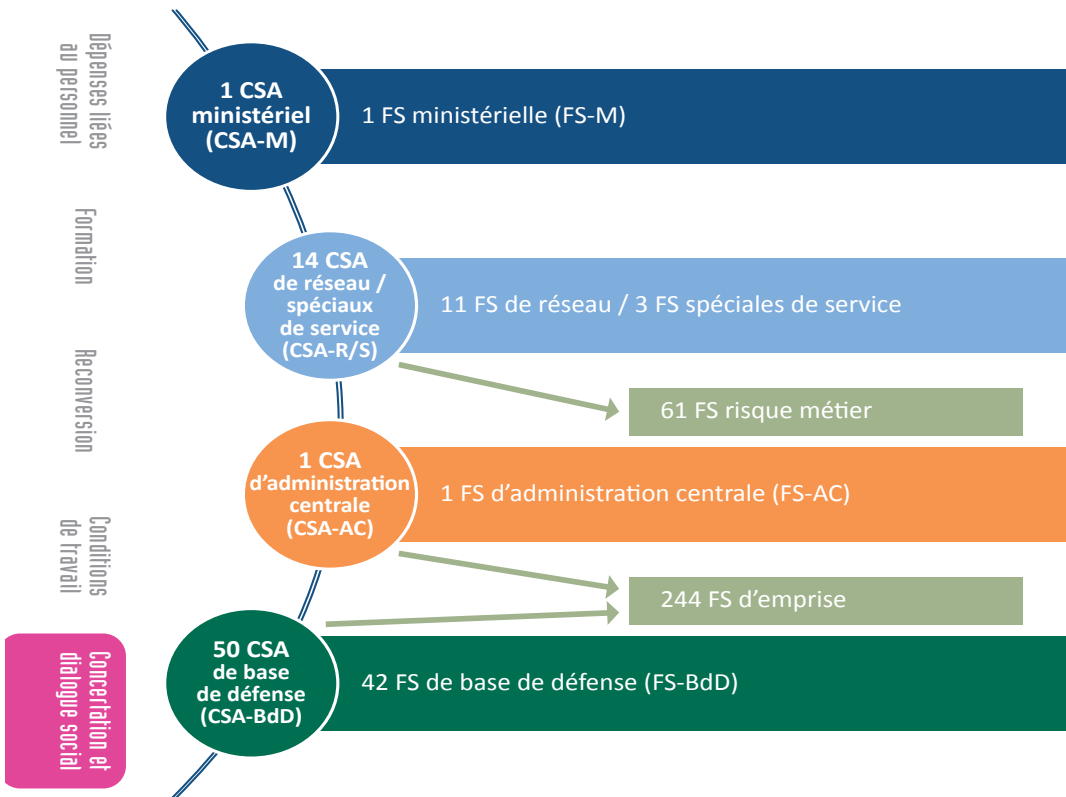 Dépenses liées
au personnel
Formation
Reconversion
Conditions
de travail
Concertation et
dialogue social
1 CSA
ministériel
(CSA-M)
1 FS ministérielle (FS-M)
14 CSA
de réseau /
spéciaux
de service
(CSA-R/S)
11 FS de réseau / 3 FS spéciales de service
61 FS risque métier
1 CSA
d’administration
centrale
(CSA-AC)
1 FS d’administration centrale (FS-AC)
244 FS d’emprise
50 CSA
de base
de défense
(CSA-BdD)
42 FS de base de défense (FS-BdD)